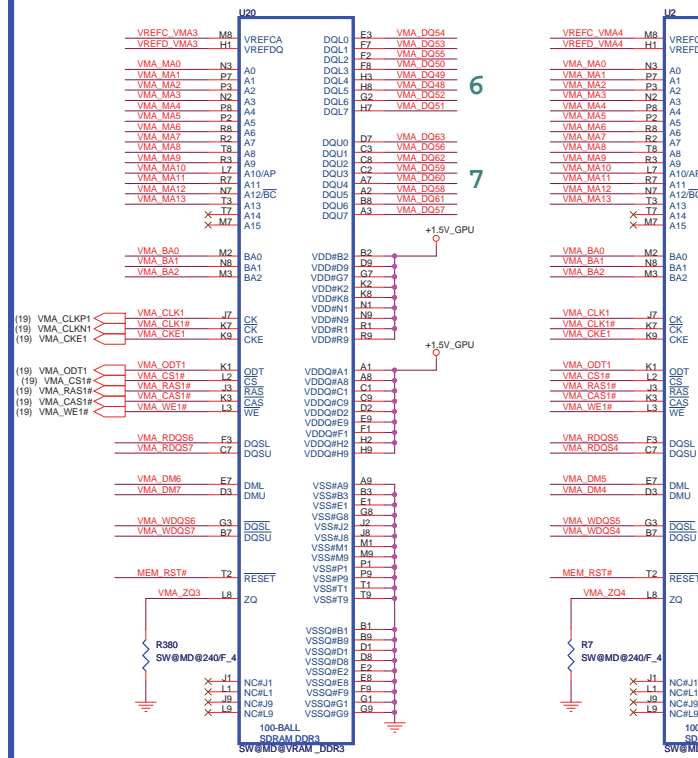 U20
VREFC_VMA3 M8 VREFCA DQL0 E3 VMA_DQ54
VREFD_VMA3 H1 VREFDQ DQL1 F7 VMA_DQ53
DQL2 F2 VMA_DQ55
VMA_MA0 N3 A0 DQL3 F8 VMA_DQ50
VMA_MA1 P7 A1 DQL4 H3 VMA_DQ49
VMA_MA2 P3 A2 DQL5 H8 VMA_DQ48
VMA_MA3 N2 A3 DQL6 G2 VMA_DQ52
VMA_MA4 P8 A4 DQL7 H7 VMA_DQ51
6
VMA_MA5 P2 A5
VMA_MA6 R8 A6
VMA_MA7 R2 A7 DQU0 D7 VMA_DQ63
VMA_MA8 T8 A8 DQU1 C3 VMA_DQ56
VMA_MA9 R3 A9 DQU2 C8 VMA_DQ62
VMA_MA10 L7 A10/AP DQU3 C2 VMA_DQ59
VMA_MA11 R7 A11 DQU4 A7 VMA_DQ60
VMA_MA12 N7 A12/BC DQU5 A2 VMA_DQ58
VMA_MA13 T3 A13 DQU6 B8 VMA_DQ61
T7 A14 DQU7 A3 VMA_DQ57
M7 A15
7
+1.5V_GPU
VMA_BA0 M2 BA0 VDD#B2 B2
VMA_BA1 N8 BA1 VDD#D9 D9
VMA_BA2 M3 BA2 VDD#G7 G7
VDD#K2 K2
VDD#K8 K8
VDD#N1 N1
(19) VMA_CLKP1 VMA_CLK1 J7 CK VDD#N9 N9
(19) VMA_CLKN1 VMA_CLK1# K7 CK VDD#R1 R1
(19) VMA_CKE1 VMA_CKE1 K9 CKE VDD#R9 R9
+1.5V_GPU
(19) VMA_ODT1 VMA_ODT1 K1 ODT VDDQ#A1 A1
(19) VMA_CS1# VMA_CS1# L2 CS VDDQ#A8 A8
(19) VMA_RAS1# VMA_RAS1# J3 RAS VDDQ#C1 C1
(19) VMA_CAS1# VMA_CAS1# K3 CAS VDDQ#C9 C9
(19) VMA_WE1# VMA_WE1# L3 WE VDDQ#D2 D2
VDDQ#E9 E9
VDDQ#F1 F1
VMA_RDQS6 F3 DQSL VDDQ#H2 H2
VMA_RDQS7 C7 DQSU VDDQ#H9 H9
VMA_DM6 E7 DML VSS#A9 A9
VMA_DM7 D3 DMU VSS#B3 B3
VSS#E1 E1
VSS#G8 G8
VMA_WDQS6 G3 DQSL VSS#J2 J2
VMA_WDQS7 B7 DQSU VSS#J8 J8
VSS#M1 M1
VSS#M9 M9
VSS#P1 P1
MEM_RST# T2 RESET VSS#P9 P9
VSS#T1 T1
VMA_ZQ3 L8 ZQ VSS#T9 T9
VSSQ#B1 B1
VSSQ#B9 B9
R380 VSSQ#D1 D1
SW@MD@240/F_4 VSSQ#D8 D8
VSSQ#E2 E2
J1 NC#J1 VSSQ#E8 E8
L1 NC#L1 VSSQ#F9 F9
J9 NC#J9 VSSQ#G1 G1
L9 NC#L9 VSSQ#G9 G9
100-BALL
SDRAM DDR3
SW@MD@VRAM _DDR3
U2
VREFC_VMA4 M8 VREFC
VREFD_VMA4 H1 VREFD
VMA_MA0 N3 A0
VMA_MA1 P7 A1
VMA_MA2 P3 A2
VMA_MA3 N2 A3
VMA_MA4 P8 A4
VMA_MA5 P2 A5
VMA_MA6 R8 A6
VMA_MA7 R2 A7
VMA_MA8 T8 A8
VMA_MA9 R3 A9
VMA_MA10 L7 A10/AP
VMA_MA11 R7 A11
VMA_MA12 N7 A12/BC
VMA_MA13 T3 A13
T7 A14
M7 A15
VMA_BA0 M2 BA0
VMA_BA1 N8 BA1
VMA_BA2 M3 BA2
VMA_CLK1 J7 CK
VMA_CLK1# K7 CK
VMA_CKE1 K9 CKE
VMA_ODT1 K1 ODT
VMA_CS1# L2 CS
VMA_RAS1# J3 RAS
VMA_CAS1# K3 CAS
VMA_WE1# L3 WE
VMA_RDQS5 F3 DQSL
VMA_RDQS4 C7 DQSU
VMA_DM5 E7 DML
VMA_DM4 D3 DMU
VMA_WDQS5 G3 DQSL
VMA_WDQS4 B7 DQSU
MEM_RST# T2 RESET
VMA_ZQ4 L8 ZQ
R7
SW@MD@240/F_4
J1 NC#J1
L1 NC#L1
J9 NC#J9
L9 NC#L9
100
SD
SW@M